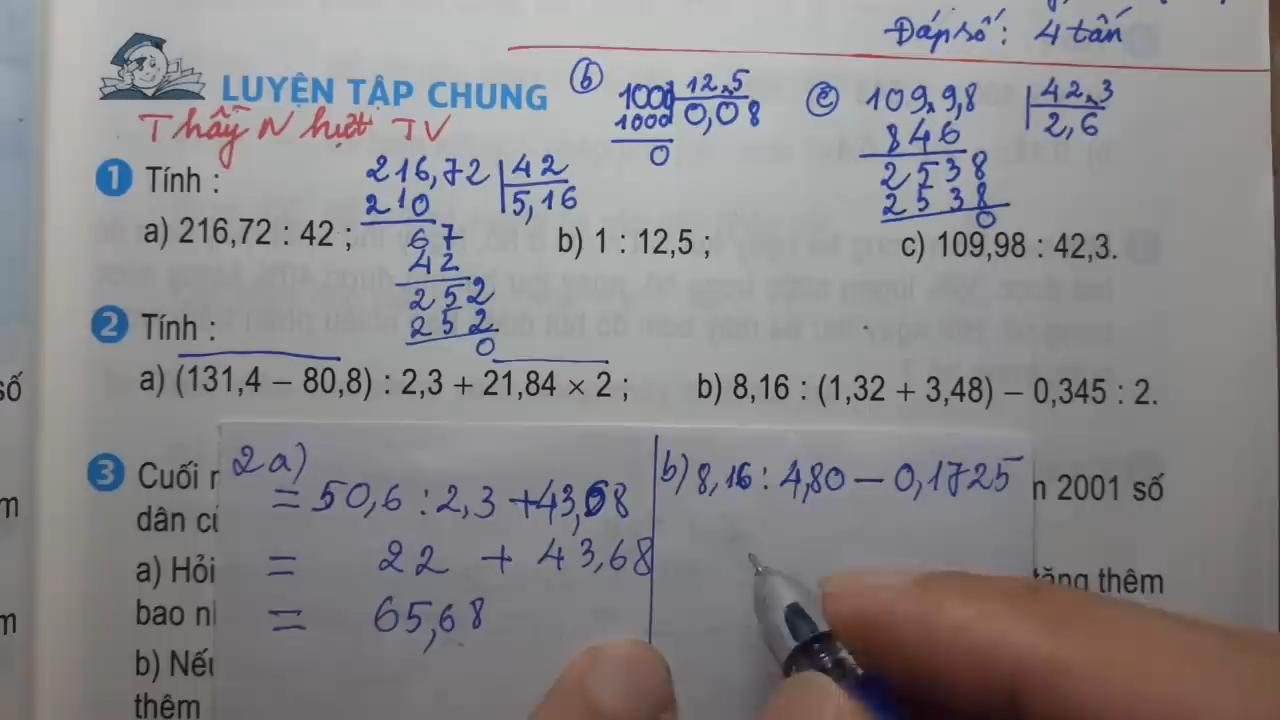 Đáp số: 4 tấn
LUYỆN TẬP CHUNG
Thầy Nhựt TV
b
1000 12,5
1000 0,08
0
c 109,9,8 42,3
846 2,6
2538
2538
0
1 Tính :
216,72 42
210 5,16
67
42
252
252
0
a) 216,72 : 42 ;
b) 1 : 12,5 ;
c) 109,98 : 42,3.
2 Tính :
a) (131,4 – 80,8) : 2,3 + 21,84 × 2 ;
b) 8,16 : (1,32 + 3,48) – 0,345 : 2.
số
2a)
= 50,6 : 2,3 + 43,68
= 22 + 43,68
= 65,68
b) 8,16 : 4,80 – 0,1725
3 Cuối
2001 số
dân
a) Hỏi
tăng thêm
bao
b)
thêm
m
m